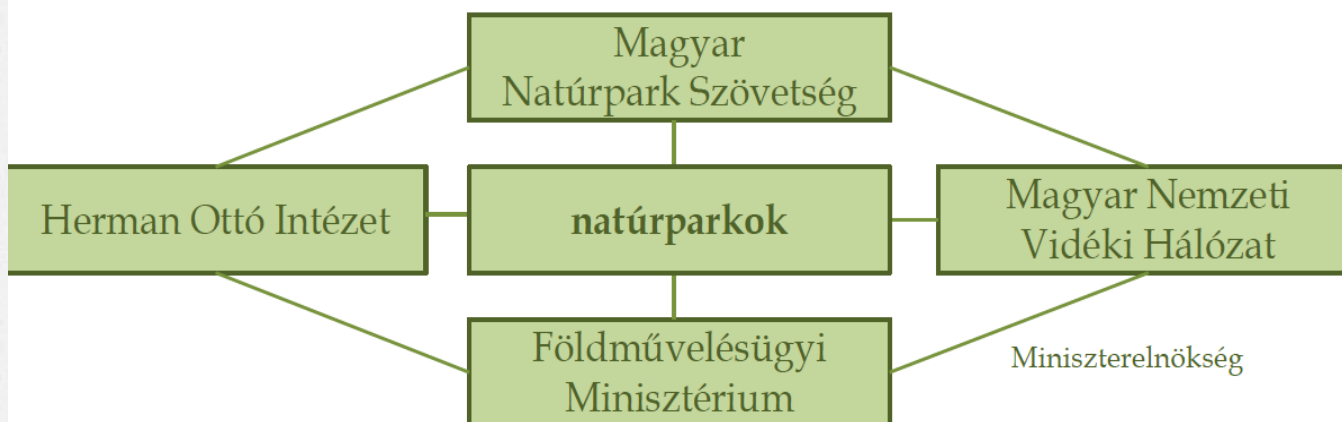 Magyar
Natúrpark Szövetség
Herman Ottó Intézet
natúrparkok
Magyar Nemzeti
Vidéki Hálózat
Földművelésügyi
Minisztérium
Miniszterelnökség